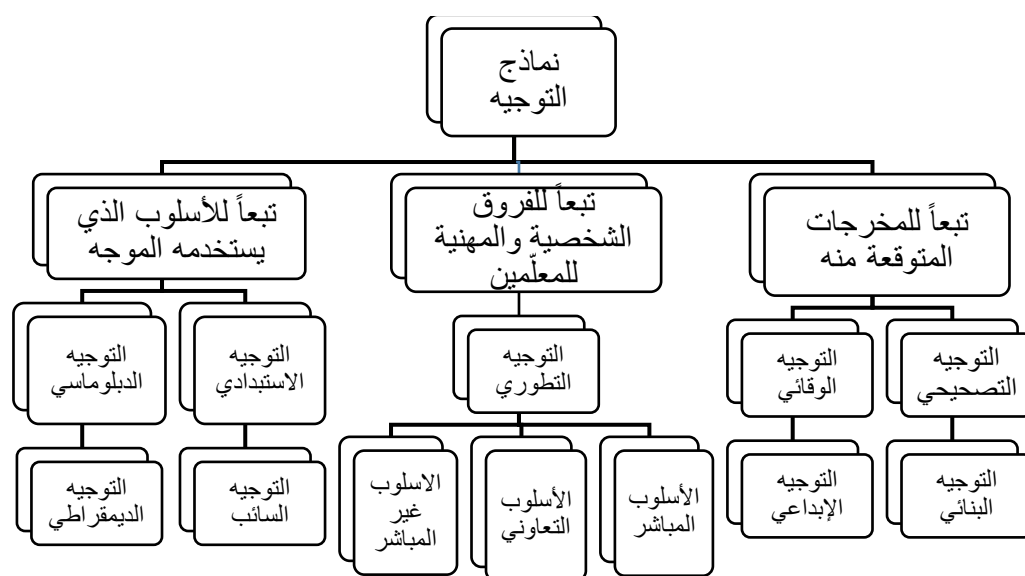 نماذج
التوجيه
تبعاً للمخرجات
المتوقعة منه
تبعاً للفروق
الشخصية والمهنية
للمعلّمين
تبعاً للأسلوب الذي
يستخدمه الموجه
التوجيه
التصحيحي
التوجيه
الوقائي
التوجيه
التطوري
التوجيه
الاستبدادي
التوجيه
الدبلوماسي
التوجيه
البنائي
التوجيه
الإبداعي
الأسلوب
المباشر
الأسلوب
التعاوني
الاسلوب
غير
المباشر
التوجيه
السائب
التوجيه
الديمقراطي